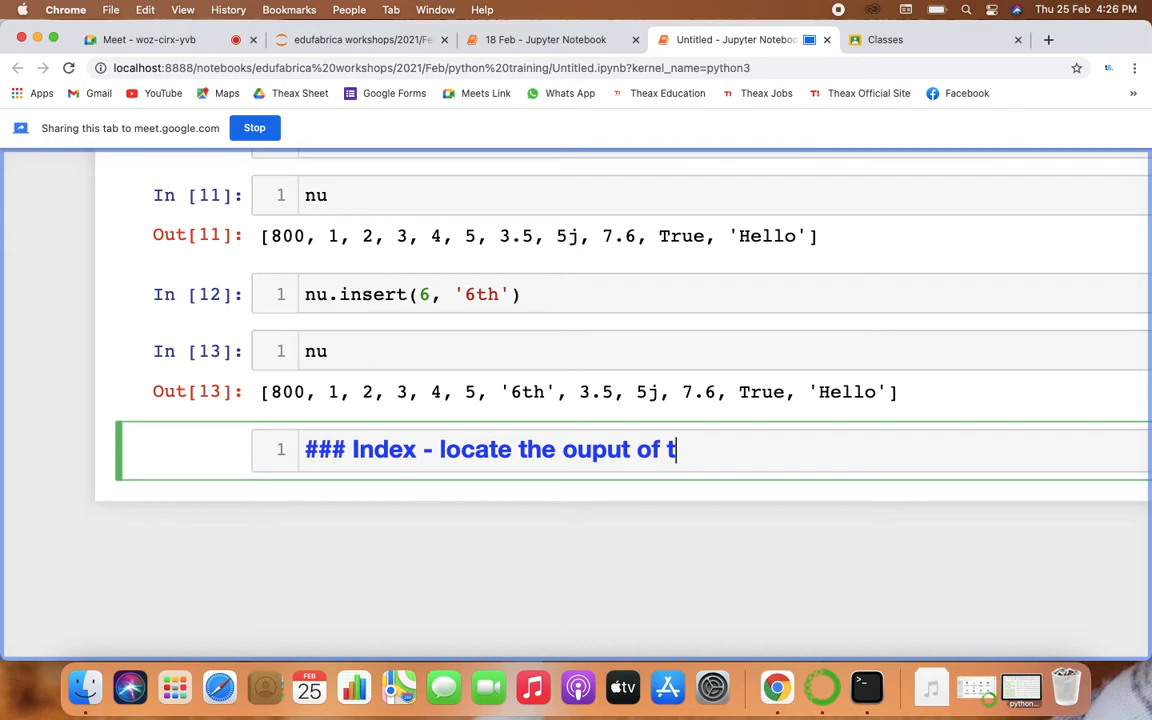 Chrome File Edit View History Bookmarks People Tab Window Help Thu 25 Feb 4:26 PM
Meet - woz-cirx-yvb edufabrica workshops/2021/Fe 18 Feb - Jupyter Notebook Untitled - Jupyter Noteboo Classes
localhost:8888/notebooks/edufabrica%20workshops/2021/Feb/python%20training/Untitled.ipynb?kernel_name=python3
Apps Gmail YouTube Maps Theax Sheet Google Forms Meets Link Whats App Theax Education Theax Jobs Theax Official Site Facebook »
Sharing this tab to meet.google.com Stop
In [11]: 1 nu
Out[11]: [800, 1, 2, 3, 4, 5, 3.5, 5j, 7.6, True, 'Hello']
In [12]: 1 nu.insert(6, '6th')
In [13]: 1 nu
Out[13]: [800, 1, 2, 3, 4, 5, '6th', 3.5, 5j, 7.6, True, 'Hello']
1 ### Index - locate the ouput of t
FEB
25
tv
python...